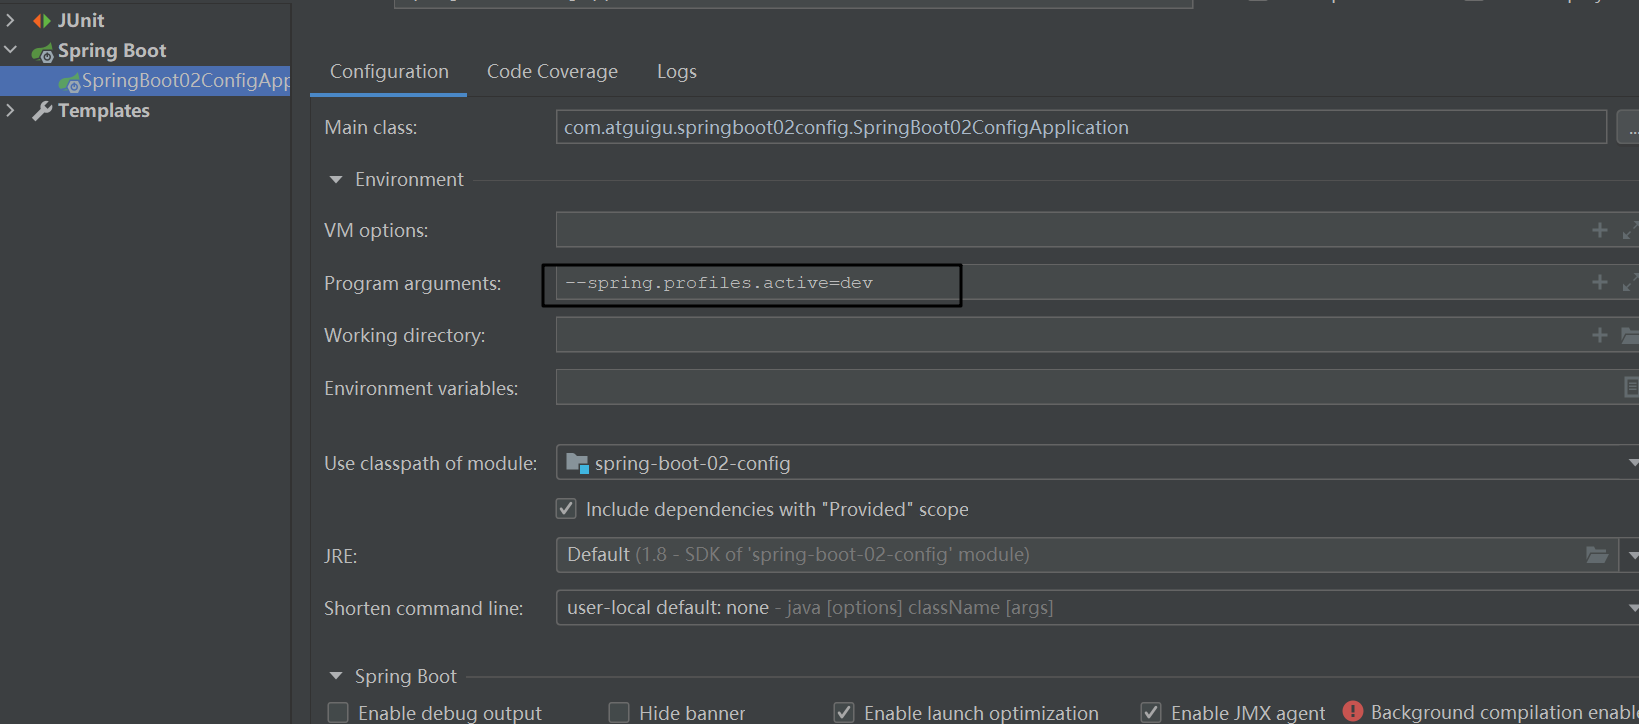 JUnit
Spring Boot
SpringBoot02ConfigApp
Templates
Configuration Code Coverage Logs
Main class: com.atguigu.springboot02config.SpringBoot02ConfigApplication ...
Environment
VM options:
Program arguments: --spring.profiles.active=dev
Working directory:
Environment variables:
Use classpath of module: spring-boot-02-config
Include dependencies with "Provided" scope
JRE: Default (1.8 - SDK of 'spring-boot-02-config' module)
Shorten command line: user-local default: none - java [options] className [args]
Spring Boot
Enable debug output Hide banner Enable launch optimization Enable JMX agent Background compilation enable